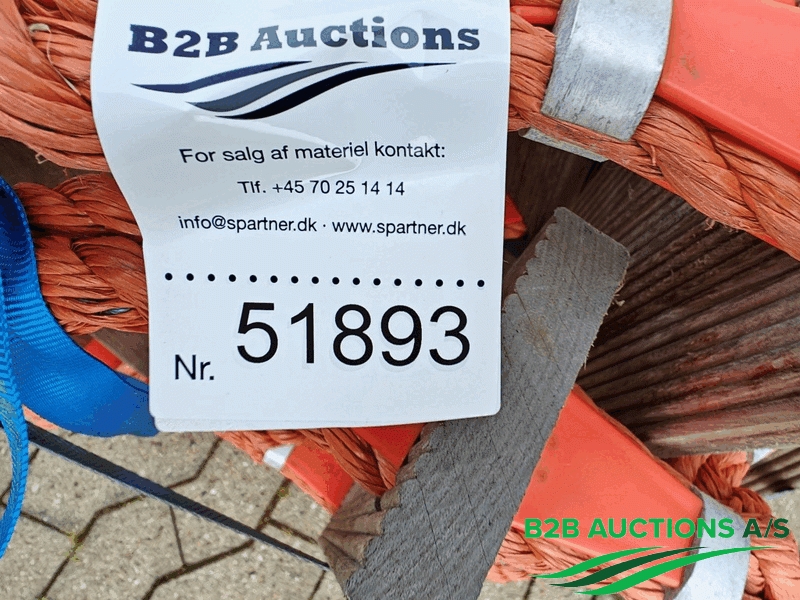 B2B Auctions
For salg af materiel kontakt:
Tlf. +45 70 25 14 14
info@spartner.dk · www.spartner.dk
Nr. 51893
B2B AUCTIONS A/S